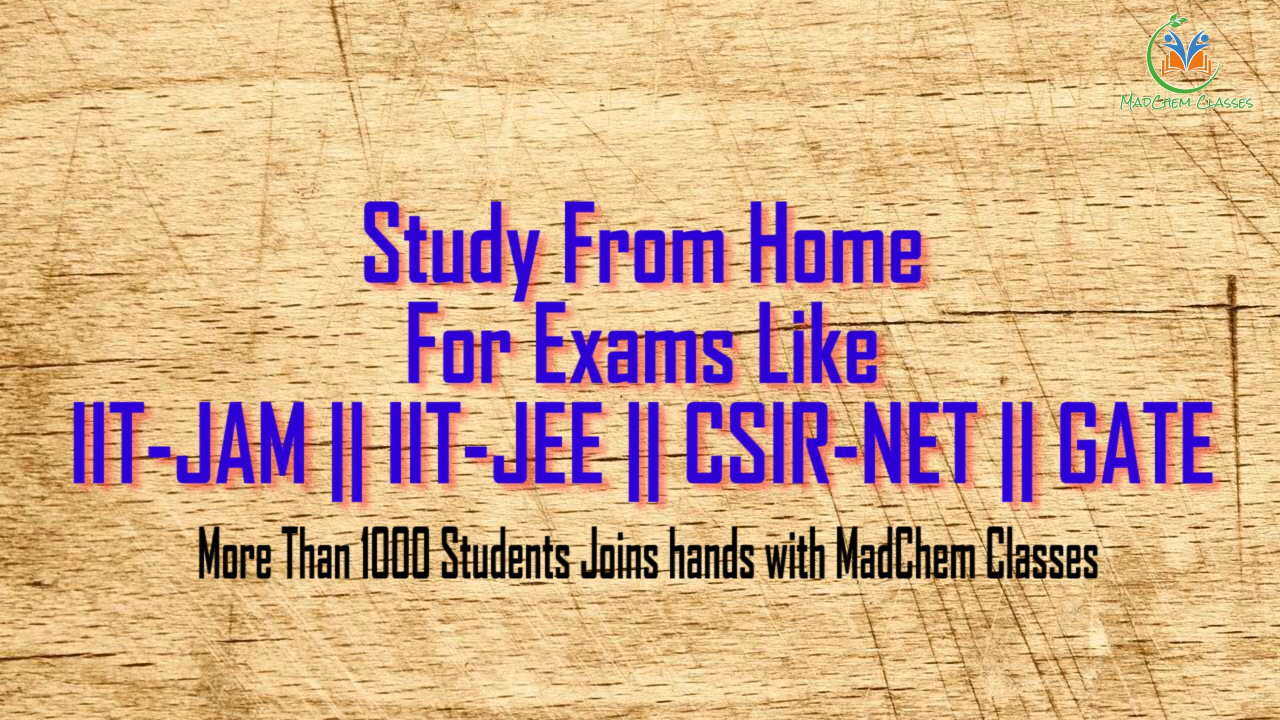 MadChem Classes
Study From Home
For Exams Like
IIT-JAM || IIT-JEE || CSIR-NET || GATE
More Than 1000 Students Joins hands with MadChem Classes